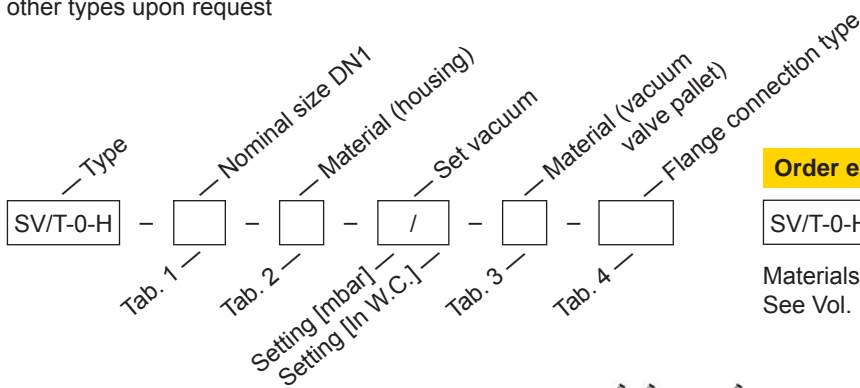 other types upon request
— Type
— Nominal size DN1
— Material (housing)
— Set vacuum
— Material (vacuum
valve pallet)
— Flange connection type
Order e
SV/T-0-H – – – / – –
SV/T-0-H
Tab. 1 —
Tab. 2 —
Setting [mbar] —
Setting [In W.C.] —
Tab. 3 —
Tab. 4 —
Materials
See Vol.